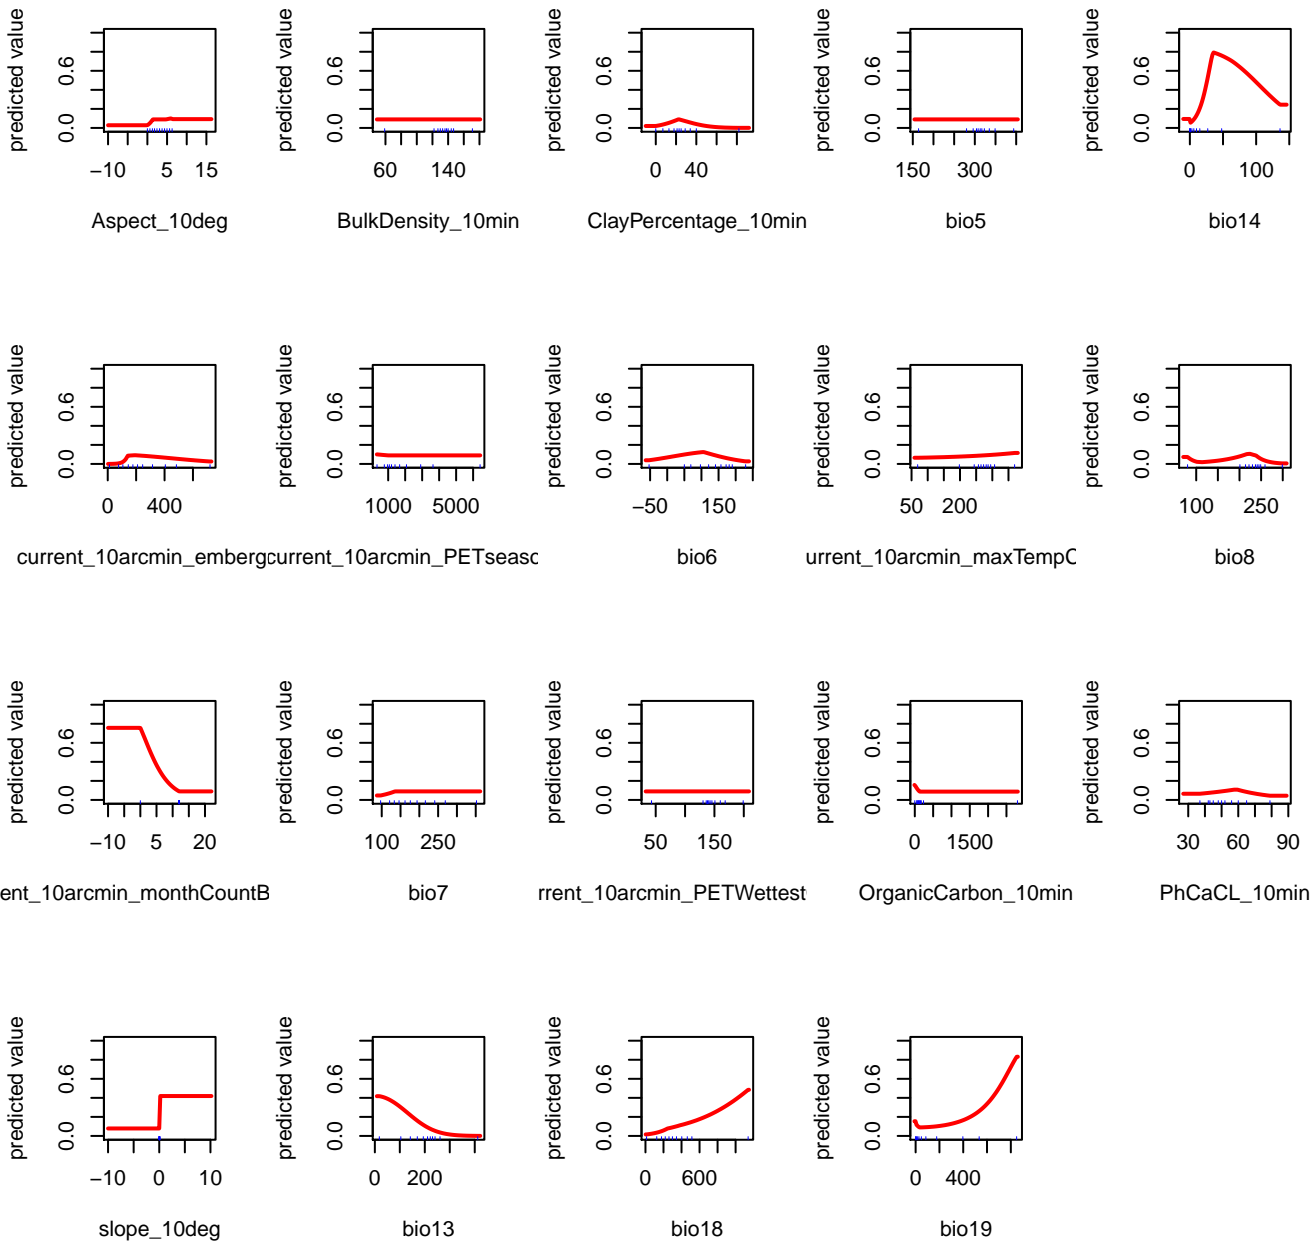 predicted value
0.0 0.6
-10 5 15
Aspect_10deg
predicted value
0.0 0.6
60 140
BulkDensity_10min
predicted value
0.0 0.6
0 40
ClayPercentage_10min
predicted value
0.0 0.6
150 300
bio5
predicted value
0.0 0.6
0 100
bio14
predicted value
0.0 0.6
0 400
current_10arcmin_emberg
predicted value
0.0 0.6
1000 5000
current_10arcmin_PETseasc
predicted value
0.0 0.6
-50 150
bio6
predicted value
0.0 0.6
50 200
urrent_10arcmin_maxTempC
predicted value
0.0 0.6
100 250
bio8
predicted value
0.0 0.6
-10 5 20
ent_10arcmin_monthCountB
predicted value
0.0 0.6
100 250
bio7
predicted value
0.0 0.6
50 150
rrent_10arcmin_PETWettest
predicted value
0.0 0.6
0 1500
OrganicCarbon_10min
predicted value
0.0 0.6
30 60 90
PhCaCL_10min
predicted value
0.0 0.6
-10 0 10
slope_10deg
predicted value
0.0 0.6
0 200
bio13
predicted value
0.0 0.6
0 600
bio18
predicted value
0.0 0.6
0 400
bio19